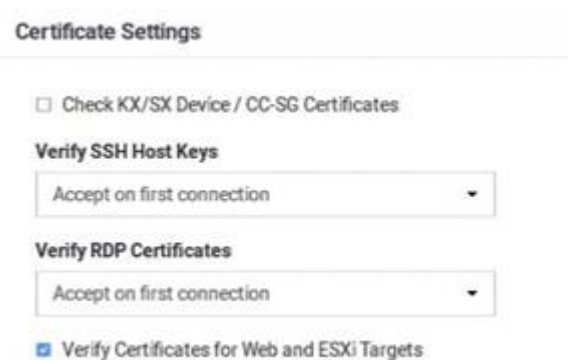 Certificate Settings
Check KX/SX Device / CC-SG Certificates
Verify SSH Host Keys
Accept on first connection
Verify RDP Certificates
Accept on first connection
Verify Certificates for Web and ESXi Targets